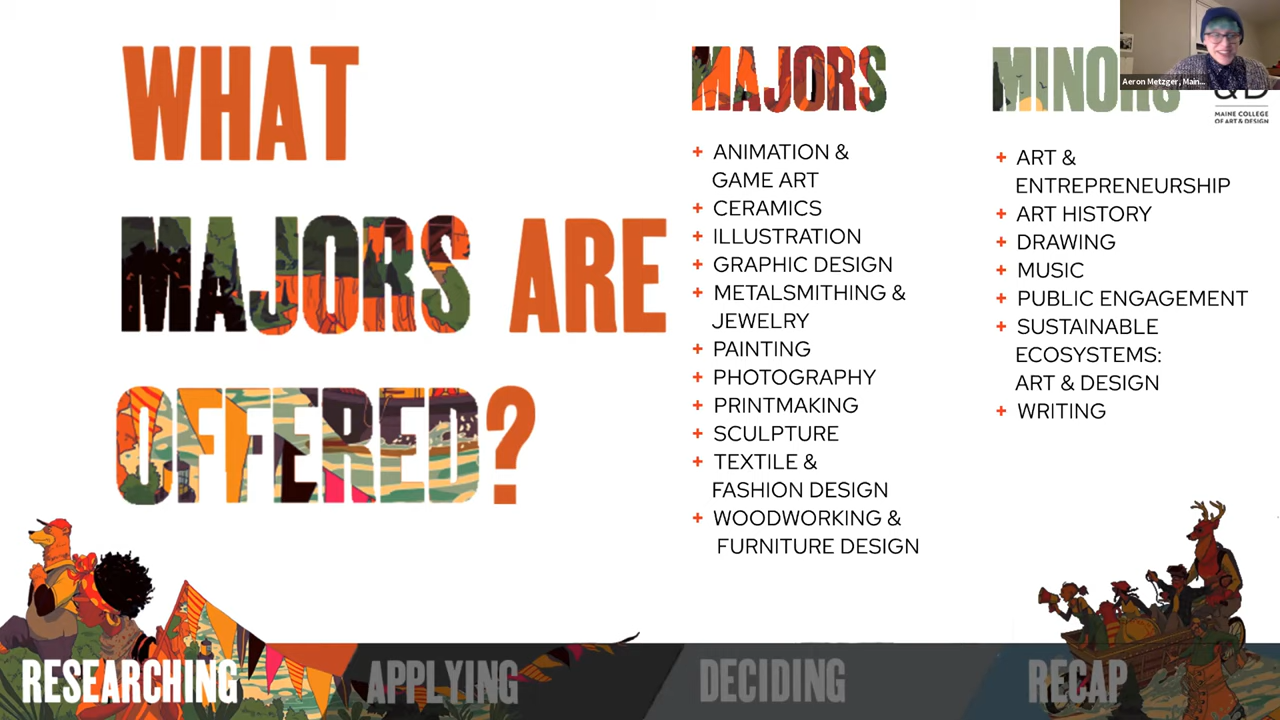 WHAT
MAJORS ARE
OFFERED?
MAJORS
+ ANIMATION &
GAME ART
+ CERAMICS
+ ILLUSTRATION
+ GRAPHIC DESIGN
+ METALSMITHING &
JEWELRY
+ PAINTING
+ PHOTOGRAPHY
+ PRINTMAKING
+ SCULPTURE
+ TEXTILE &
FASHION DESIGN
+ WOODWORKING &
FURNITURE DESIGN
MINORS
+ ART &
ENTREPRENEURSHIP
+ ART HISTORY
+ DRAWING
+ MUSIC
+ PUBLIC ENGAGEMENT
+ SUSTAINABLE
ECOSYSTEMS:
ART & DESIGN
+ WRITING
Aeron Metzger, Main...
MAINE COLLEGE
OF ART & DESIGN
RESEARCHING
APPLYING
DECIDING
RECAP